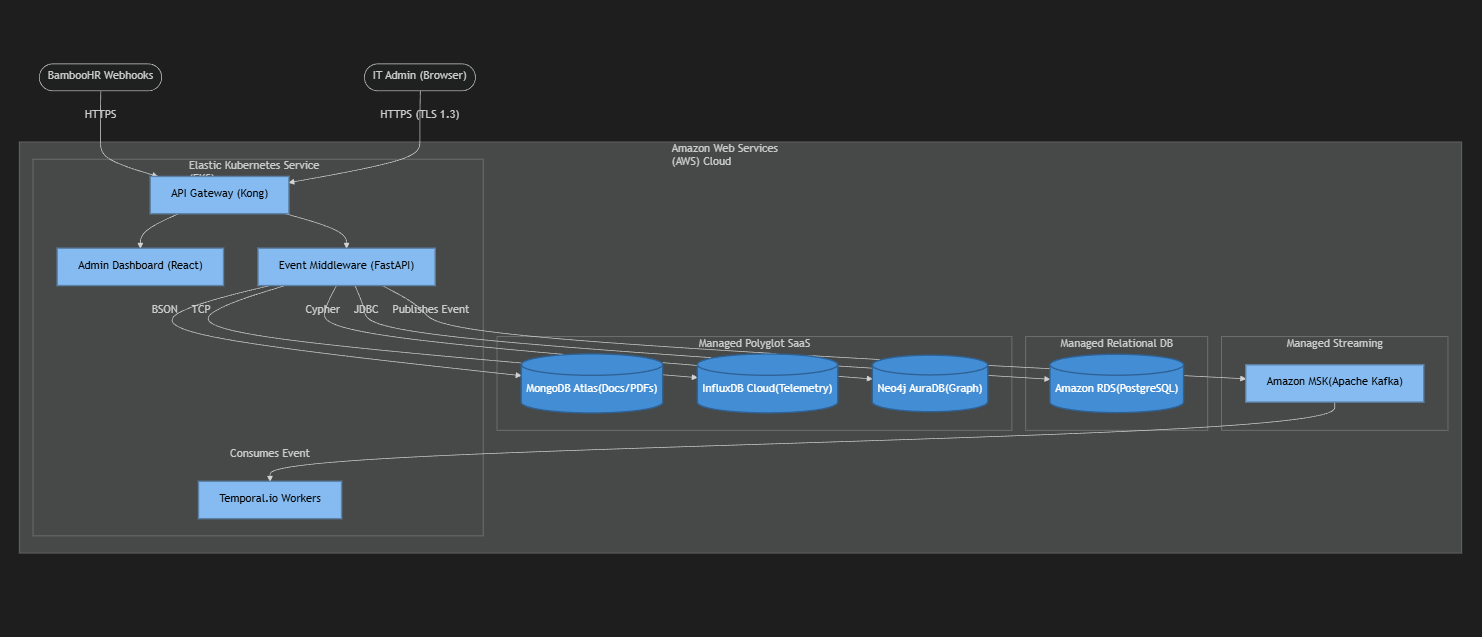 BambooHR Webhooks
IT Admin (Browser)
HTTPS
HTTPS (TLS 1.3)
Amazon Web Services
(AWS) Cloud
Elastic Kubernetes Service
API Gateway (Kong)
Admin Dashboard (React)
Event Middleware (FastAPI)
BSON
TCP
Cypher
JDBC
Publishes Event
Managed Polyglot SaaS
Managed Relational DB
Managed Streaming
MongoDB Atlas(Docs/PDFs)
InfluxDB Cloud(Telemetry)
Neo4j AuraDB(Graph)
Amazon RDS(PostgreSQL)
Amazon MSK(Apache Kafka)
Consumes Event
Temporal.io Workers